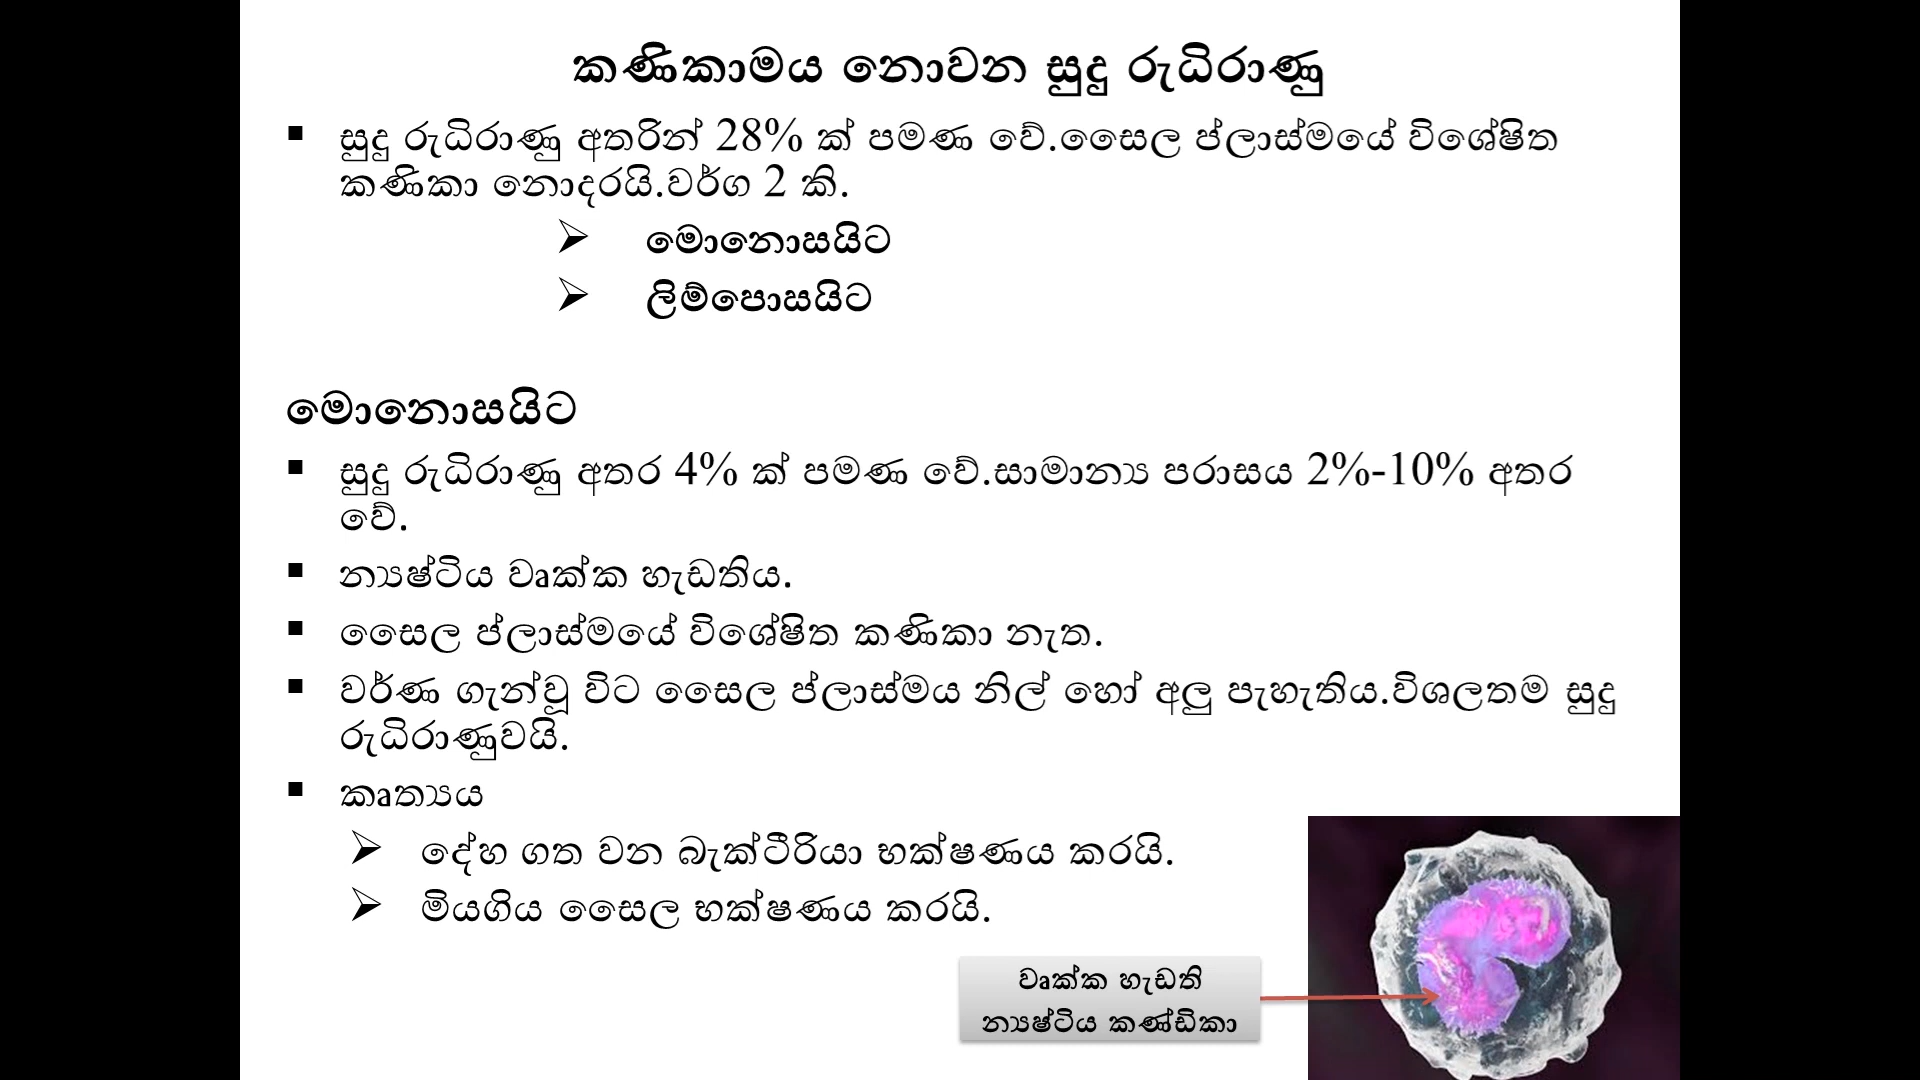 කණිකාමය නොවන සුදු රුධිරාණු
▪ සුදු රුධිරාණු අතරින් 28% ක් පමණ වේ.සෛල ප්ලාස්මයේ විශේෂිත
කණිකා නොදරයි.වර්ග 2 කි.
➢ මොනොසයිට
➢ ලිම්පොසයිට
මොනොසයිට
▪ සුදු රුධිරාණු අතර 4% ක් පමණ වේ.සාමාන්‍ය පරාසය 2%-10% අතර
වේ.
▪ න්‍යෂ්ටිය වෘක්ක හැඩතිය.
▪ සෛල ප්ලාස්මයේ විශේෂිත කණිකා නැත.
▪ වර්ණ ගැන්වූ විට සෛල ප්ලාස්මය නිල් හෝ අලු පැහැතිය.විශලතම සුදු
රුධිරාණුවයි.
▪ කෘත්‍යය
➢ දේහ ගත වන බැක්ටීරියා භක්ෂණය කරයි.
➢ මියගිය සෛල භක්ෂණය කරයි.
වෘක්ක හැඩති
න්‍යෂ්ටිය කණ්ඩිකා